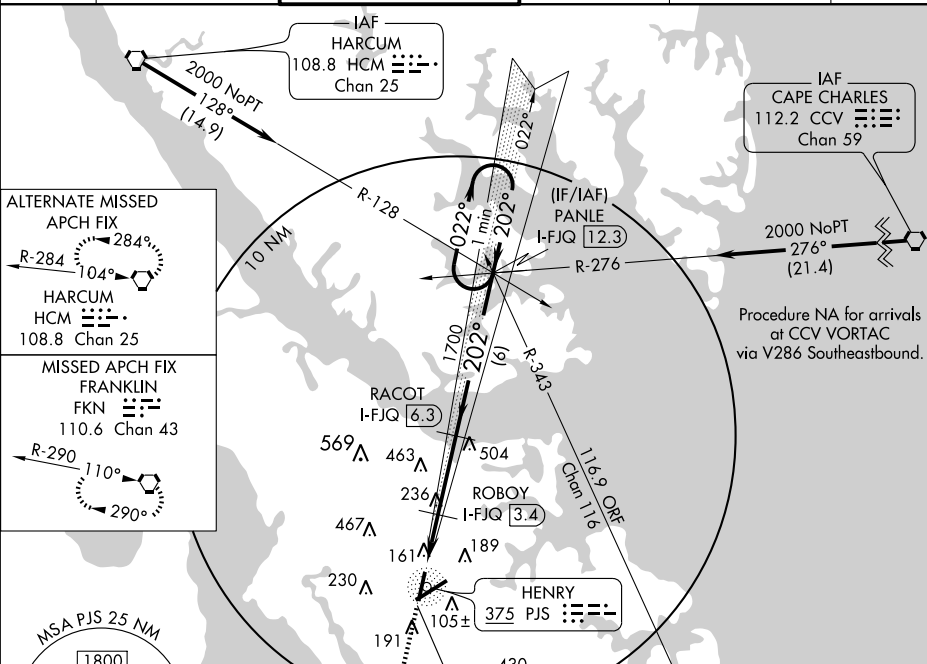 IAF
HARCUM
108.8 HCM
Chan 25
2000 NoPT
128°
(14.9)
R-128
022°
IAF
CAPE CHARLES
112.2 CCV
Chan 59
2000 NoPT
276°
(21.4)
R-276
Procedure NA for arrivals
at CCV VORTAC
via V286 Southeastbound.
(IF/IAF)
PANLE
I-FJQ 12.3
022°
1 min
202°
10 NM
ALTERNATE MISSED
APCH FIX
284°
R-284
104°
HARCUM
HCM
108.8 Chan 25
MISSED APCH FIX
FRANKLIN
FKN
110.6 Chan 43
R-290
110°
290°
1700
202°
(6)
R-343
116.9 ORF
Chan 116
RACOT
I-FJQ 6.3
569
463
504
236
ROBOY
I-FJQ 3.4
467
161
189
230
HENRY
375 PJS
105±
191
MSA PJS 25 NM
1800